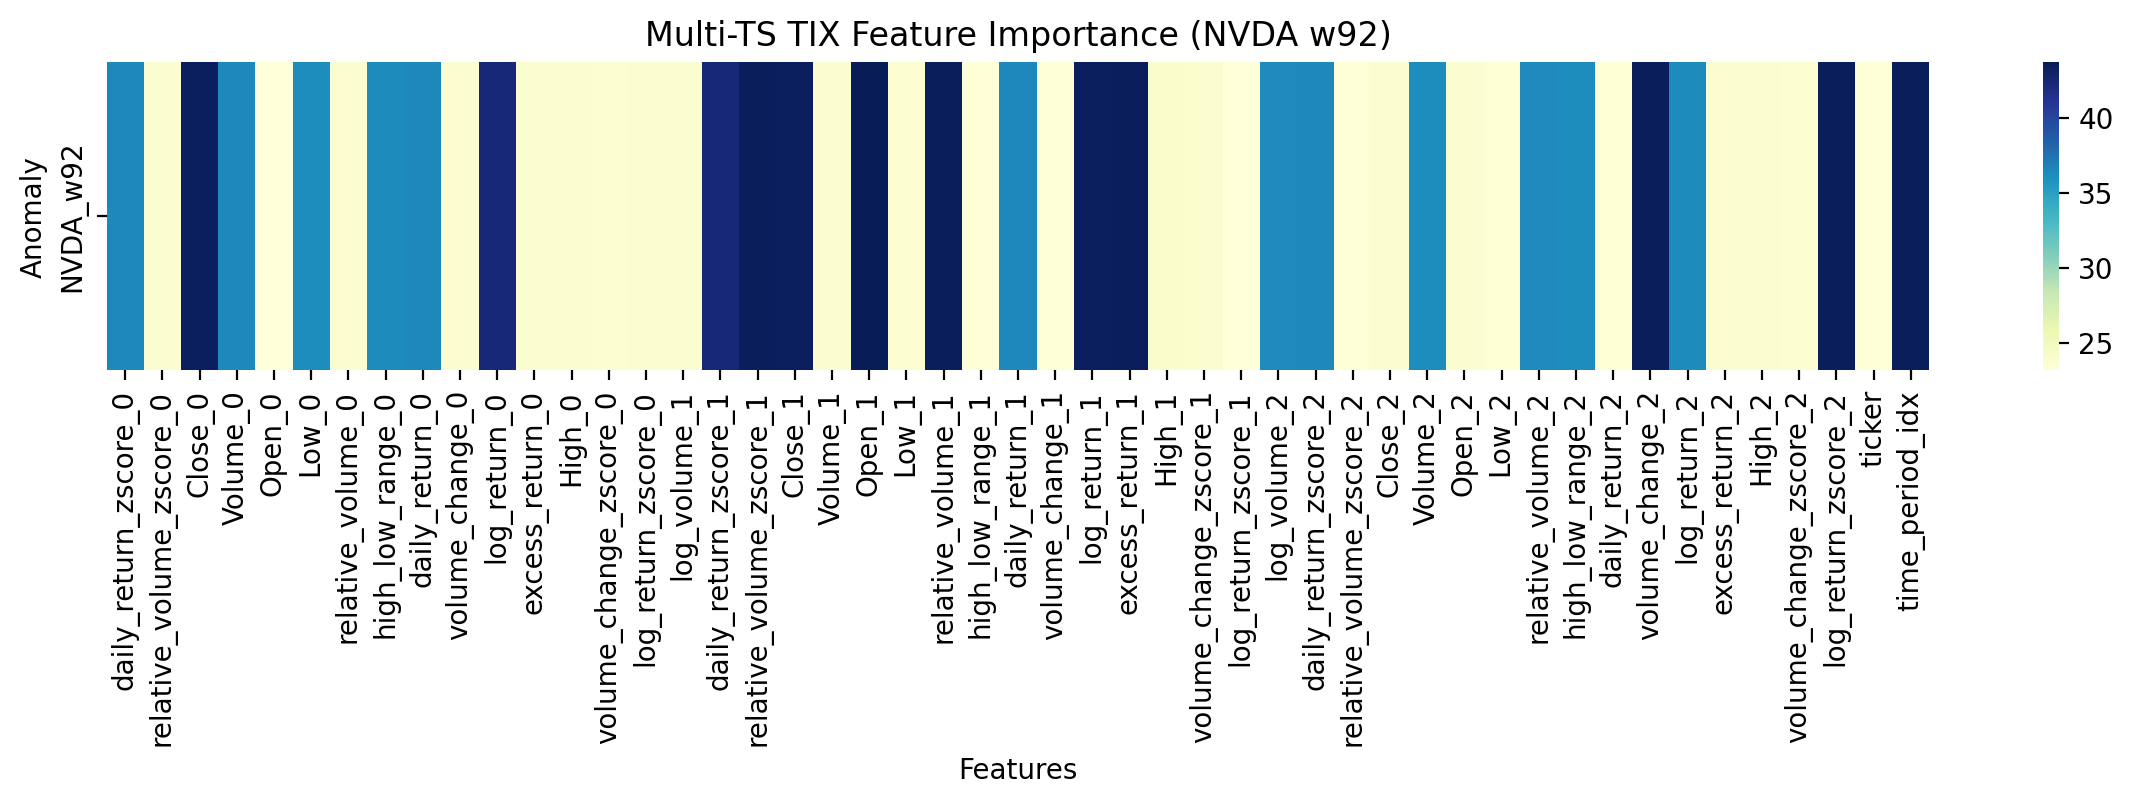 Multi-TS TIX Feature Importance (NVDA w92)
Anomaly
NVDA_w92
40
35
30
25
daily_return_zscore_0
relative_volume_zscore_0
Close_0
Volume_0
Open_0
Low_0
relative_volume_0
high_low_range_0
daily_return_0
volume_change_0
log_return_0
excess_return_0
High_0
volume_change_zscore_0
log_return_zscore_0
log_volume_1
daily_return_zscore_1
relative_volume_zscore_1
Close_1
Volume_1
Open_1
Low_1
relative_volume_1
high_low_range_1
daily_return_1
volume_change_1
log_return_1
excess_return_1
High_1
volume_change_zscore_1
log_return_zscore_1
log_volume_2
daily_return_zscore_2
relative_volume_zscore_2
Close_2
Volume_2
Open_2
Low_2
relative_volume_2
high_low_range_2
daily_return_2
volume_change_2
log_return_2
excess_return_2
High_2
volume_change_zscore_2
log_return_zscore_2
ticker
time_period_idx
Features